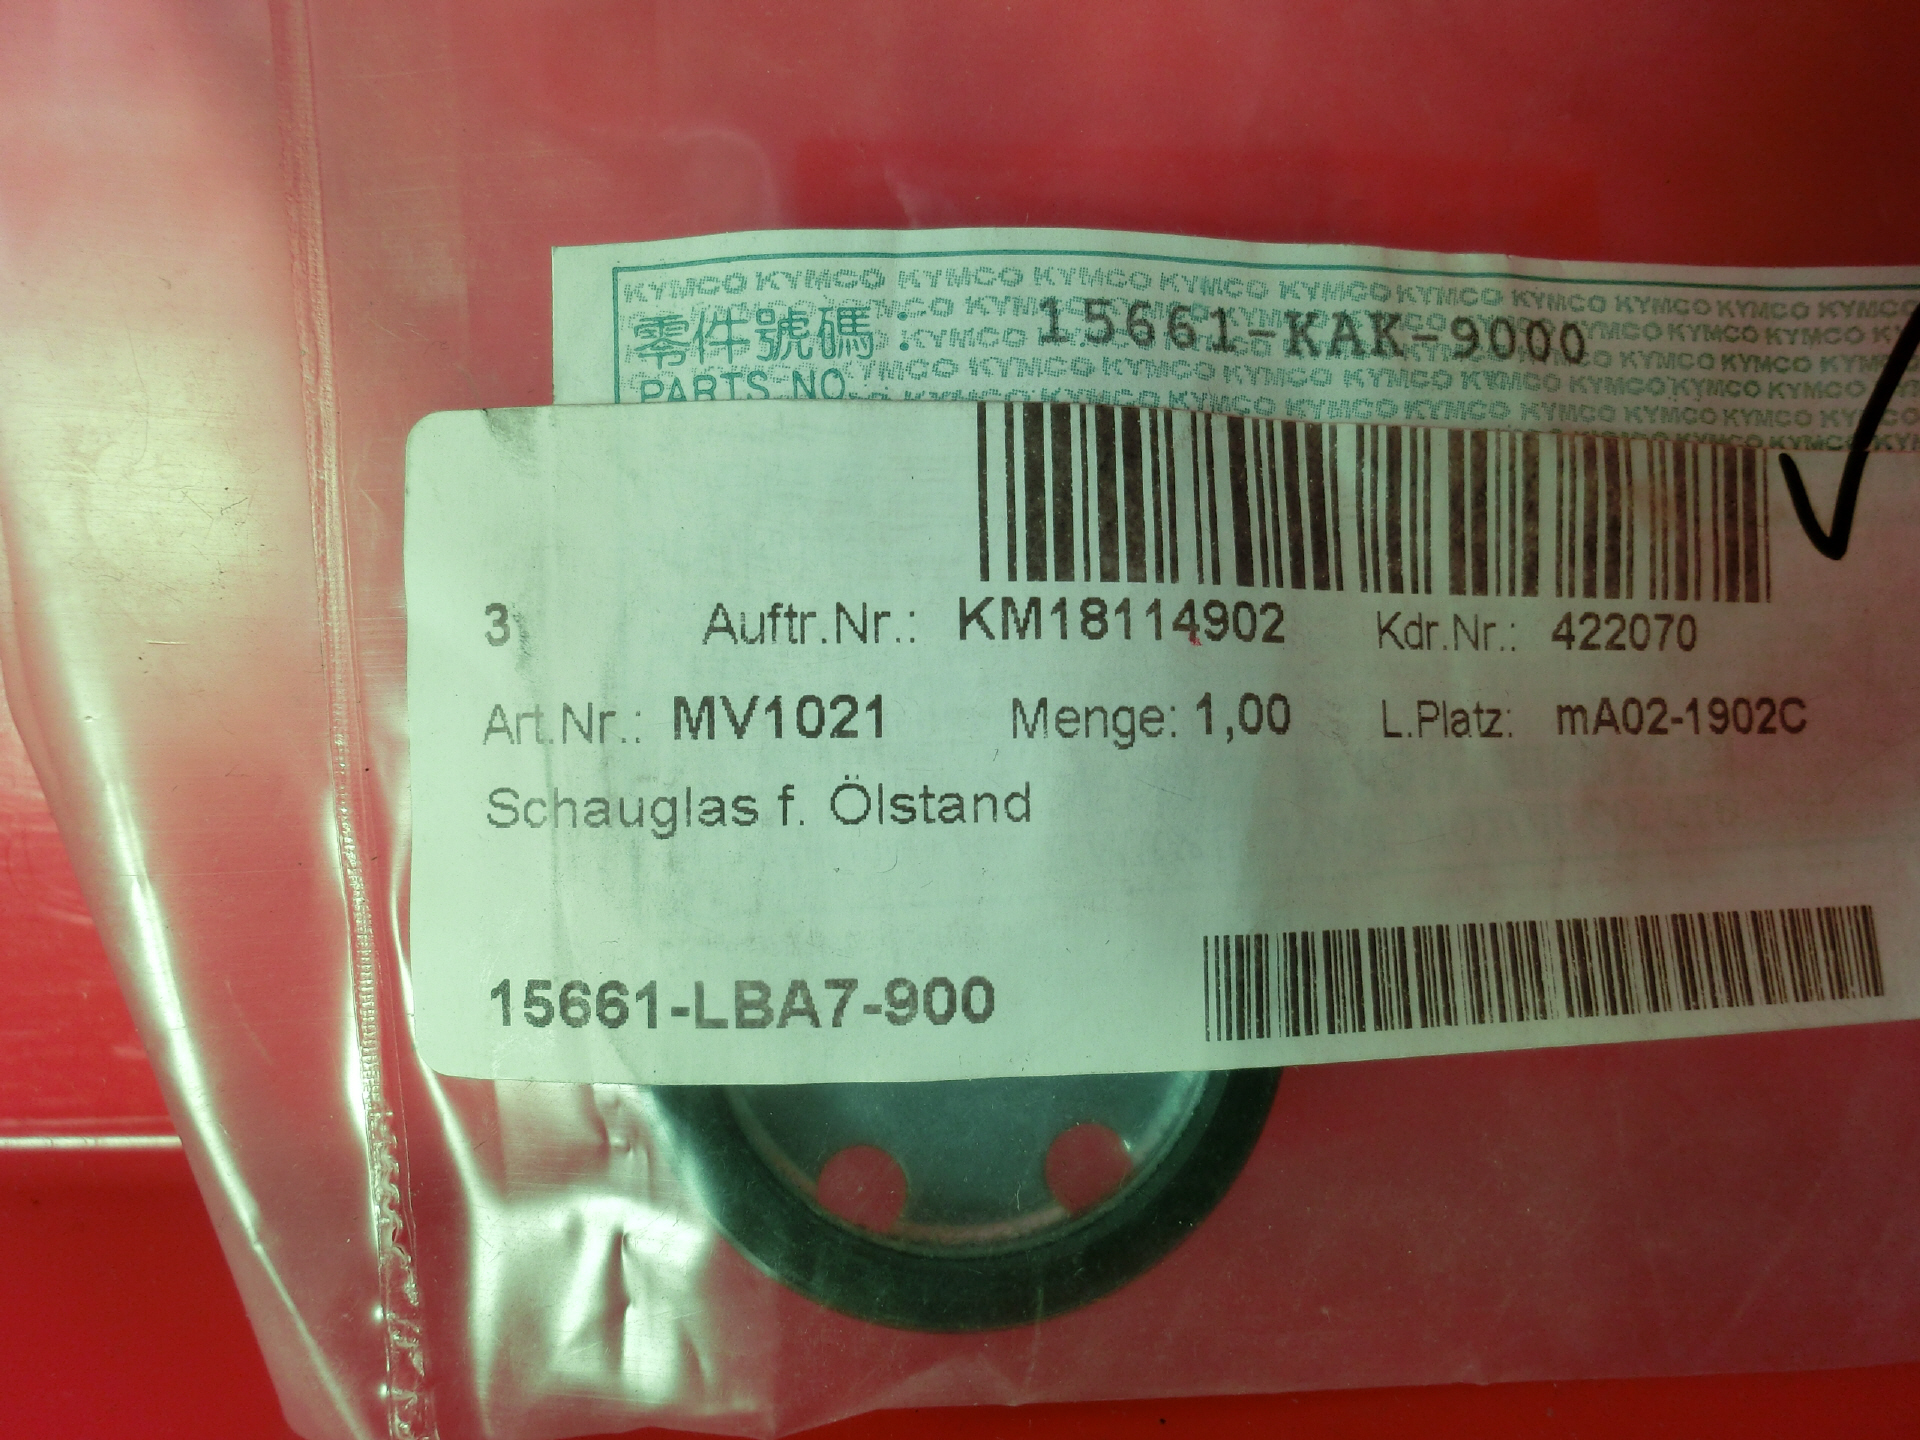 KYMCO KYMCO KYMCO KYMCO KYMCO KYMCO KYMCO KYMCO KYMCO KYMCO KYMCO
零件號碼: 15661-KAK-9000
PARTS NO.
3 Auftr.Nr.: KM18114902 Kdr.Nr.: 422070
Art.Nr.: MV1021 Menge: 1,00 L.Platz: mA02-1902C
Schauglas f. Ölstand
15661-LBA7-900